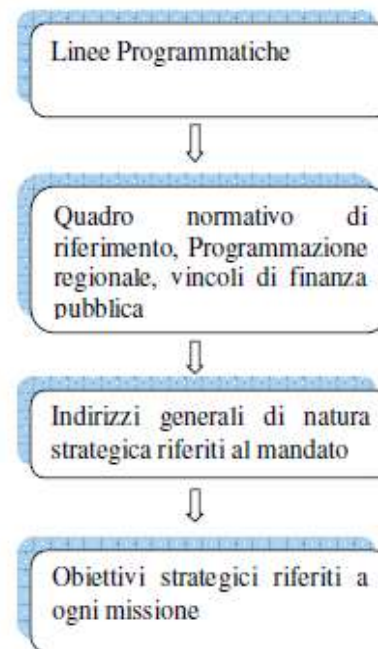 Linee Programmatiche
Quadro normativo di
riferimento, Programmazione
regionale, vincoli di finanza
pubblica
Indirizzi generali di natura
strategica riferiti al mandato
Obiettivi strategici riferiti a
ogni missione